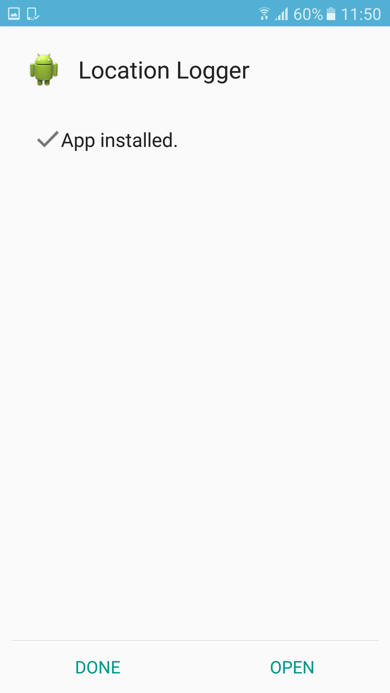 60% 11:50
Location Logger
App installed.
DONE OPEN